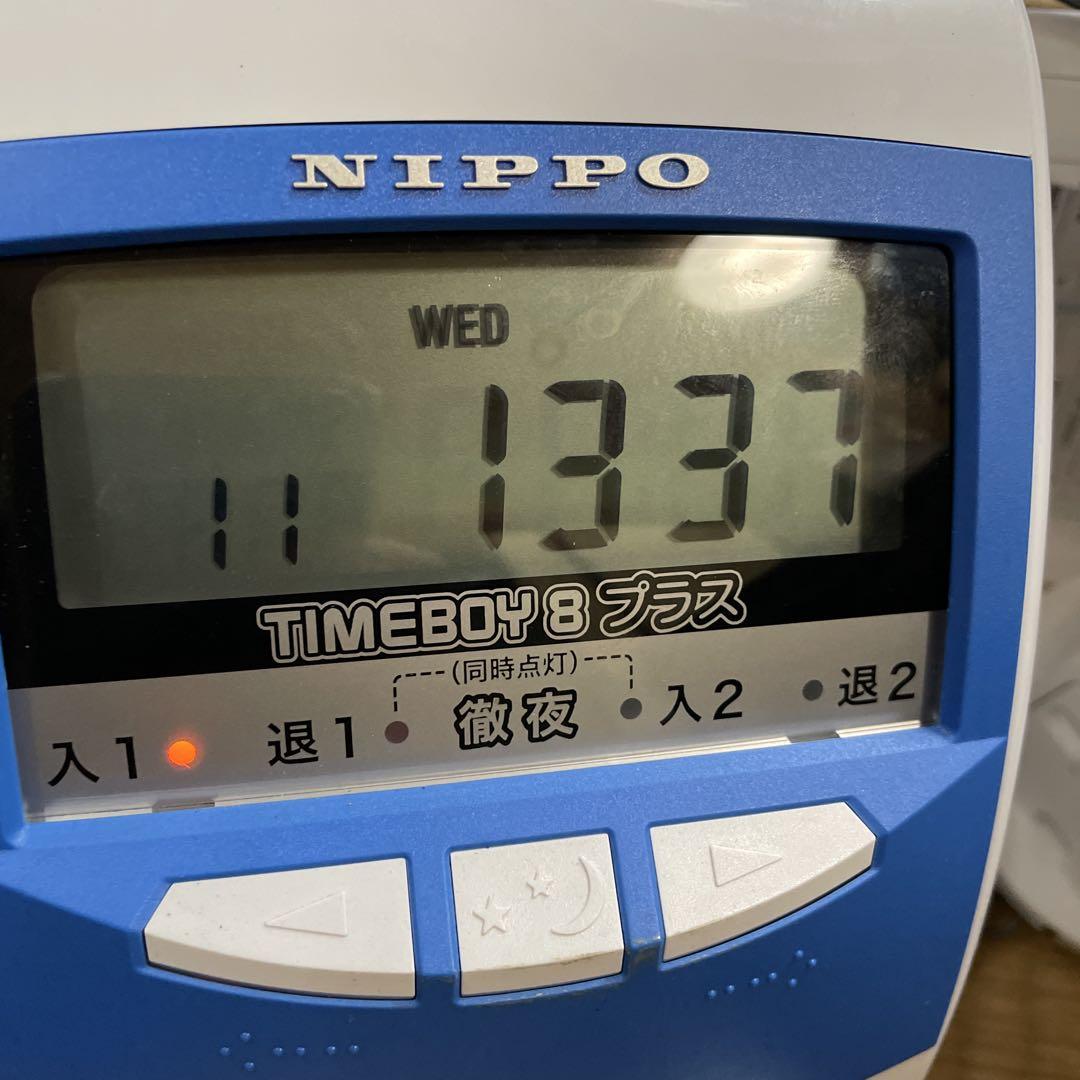 NIPPO
WED
11 1337
TIMEBOY 8 プラス
(同時点灯)
入1 退1 徹夜 入2 退2